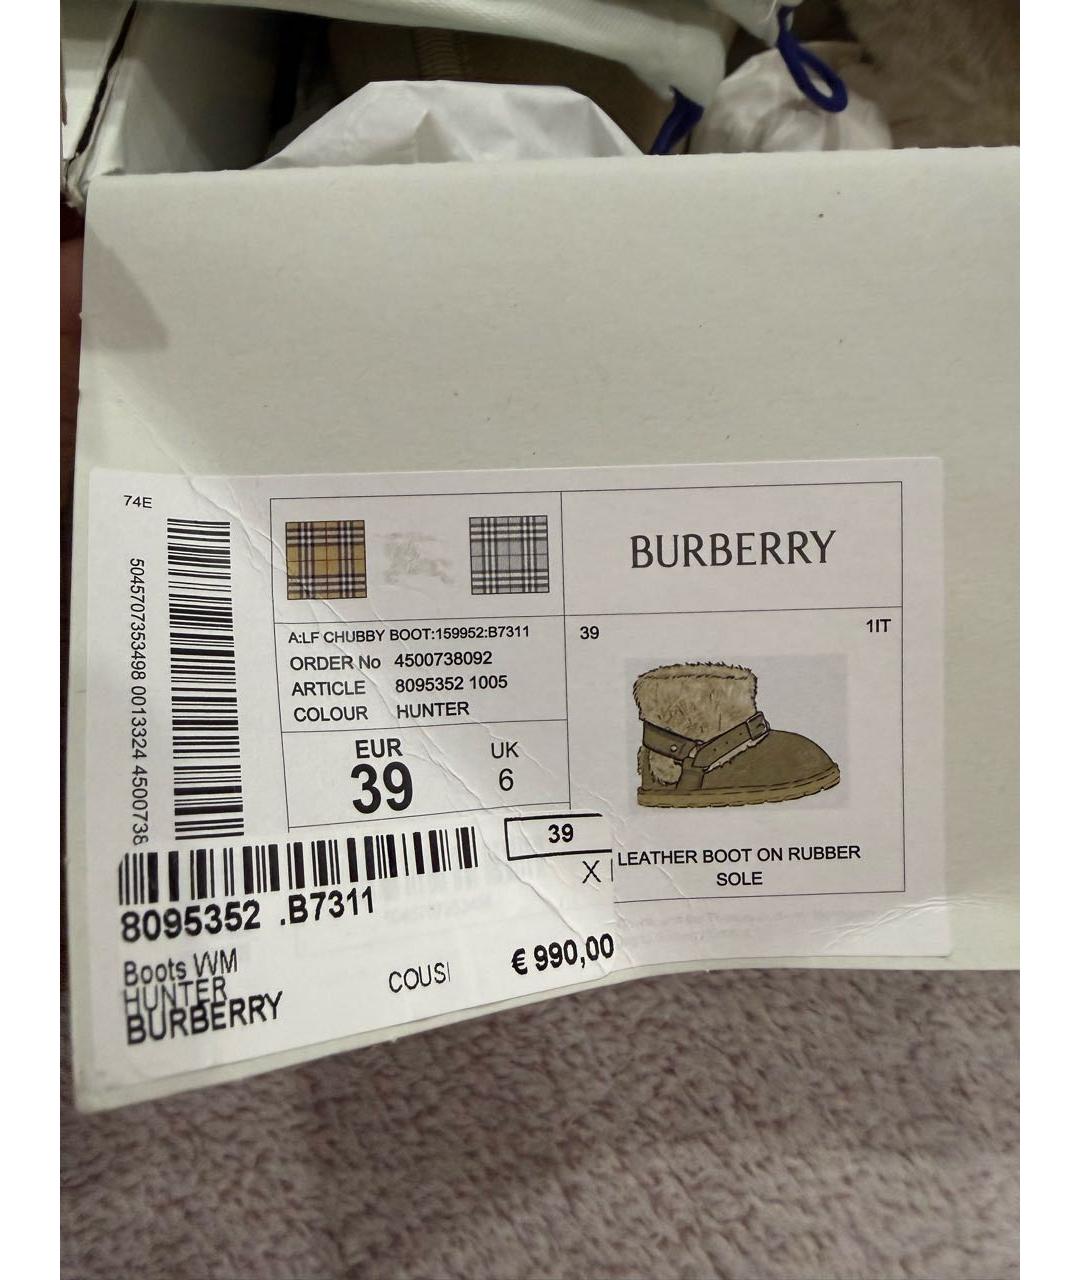 74E
5045707353498 0013324 4500738
BURBERRY
A:LF CHUBBY BOOT:159952:B7311
ORDER No 4500738092
ARTICLE 8095352 1005
COLOUR HUNTER
39
1IT
EUR
39
UK
6
LEATHER BOOT ON RUBBER
SOLE
39
X
8095352 .B7311
Boots WM
HUNTER
BURBERRY
COUSI
€ 990,00